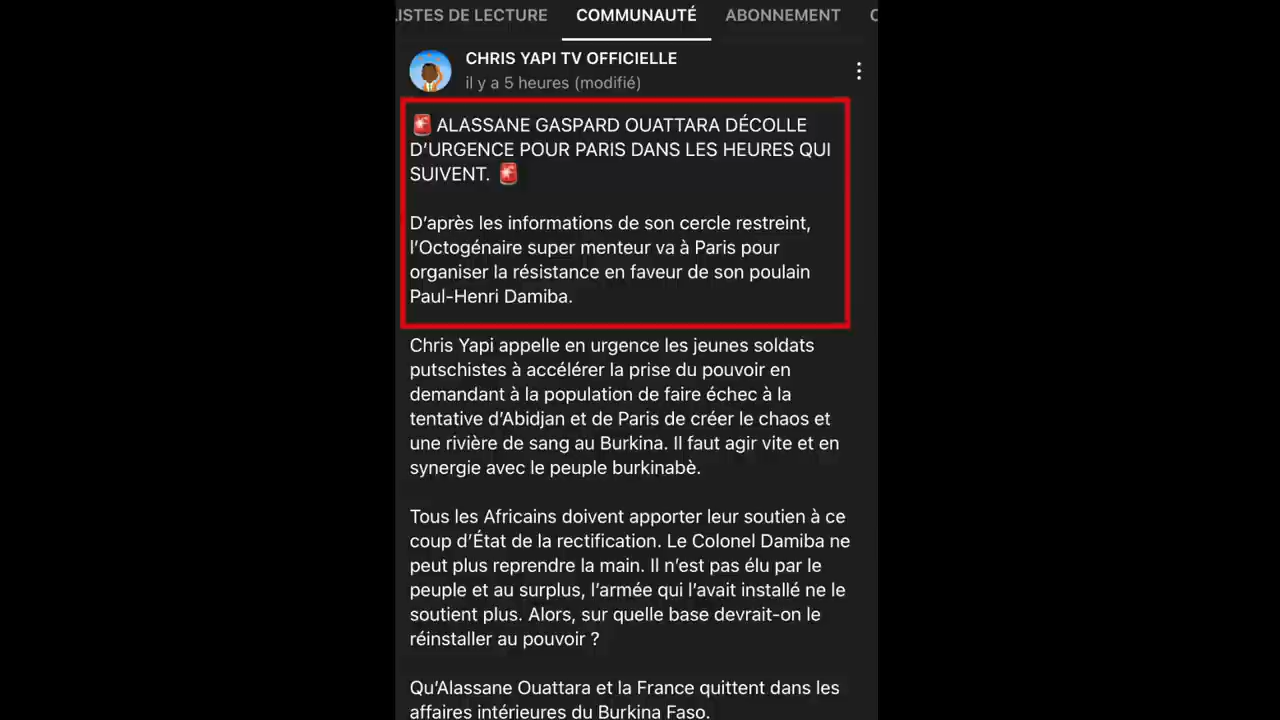 ISTES DE LECTURE COMMUNAUTÉ ABONNEMENT
CHRIS YAPI TV OFFICIELLE
il y a 5 heures (modifié)
🚨 ALASSANE GASPARD OUATTARA DÉCOLLE
D’URGENCE POUR PARIS DANS LES HEURES QUI
SUIVENT. 🚨
D’après les informations de son cercle restreint,
l’Octogénaire super menteur va à Paris pour
organiser la résistance en faveur de son poulain
Paul-Henri Damiba.
Chris Yapi appelle en urgence les jeunes soldats
putschistes à accélérer la prise du pouvoir en
demandant à la population de faire échec à la
tentative d’Abidjan et de Paris de créer le chaos et
une rivière de sang au Burkina. Il faut agir vite et en
synergie avec le peuple burkinabè.
Tous les Africains doivent apporter leur soutien à ce
coup d’État de la rectification. Le Colonel Damiba ne
peut plus reprendre la main. Il n’est pas élu par le
peuple et au surplus, l’armée qui l’avait installé ne le
soutient plus. Alors, sur quelle base devrait-on le
réinstaller au pouvoir ?
Qu’Alassane Ouattara et la France quittent dans les
affaires intérieures du Burkina Faso.